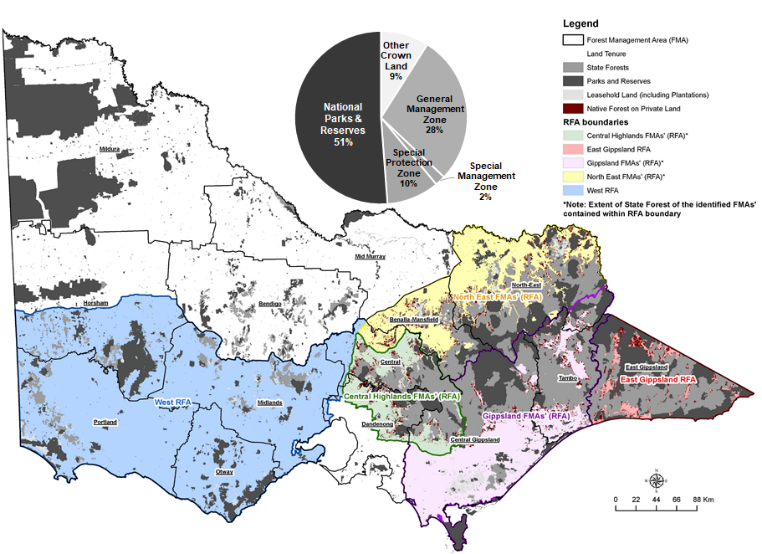 Legend
Forest Management Area (FMA)
Land Tenure
State Forests
Parks and Reserves
Leasehold Land (including Plantations)
Native Forest on Private Land
RFA boundaries
Central Highlands FMAs' (RFA)*
East Gippsland RFA
Gippsland FMAs' (RFA)*
North East FMAs' (RFA)*
West RFA
*Note: Extent of State Forest of the identified FMAs'
contained within RFA boundary
Other
Crown
Land
9%
General
Management
Zone
28%
National
Parks &
Reserves
51%
Special
Protection
Zone
10%
Special
Management
Zone
2%
Mildura
Mid Murray
Horsham
Bendigo
North-East
North East FMAs' (RFA)
Benalla Mansfield
Central
Central Highlands FMAs' (RFA)
Dandenong
Central Gippsland
Gippsland FMAs' (RFA)
Tambo
East Gippsland
East Gippsland RFA
West RFA
Midlands
Portland
Otway
N
0 22 44 66 88 Km